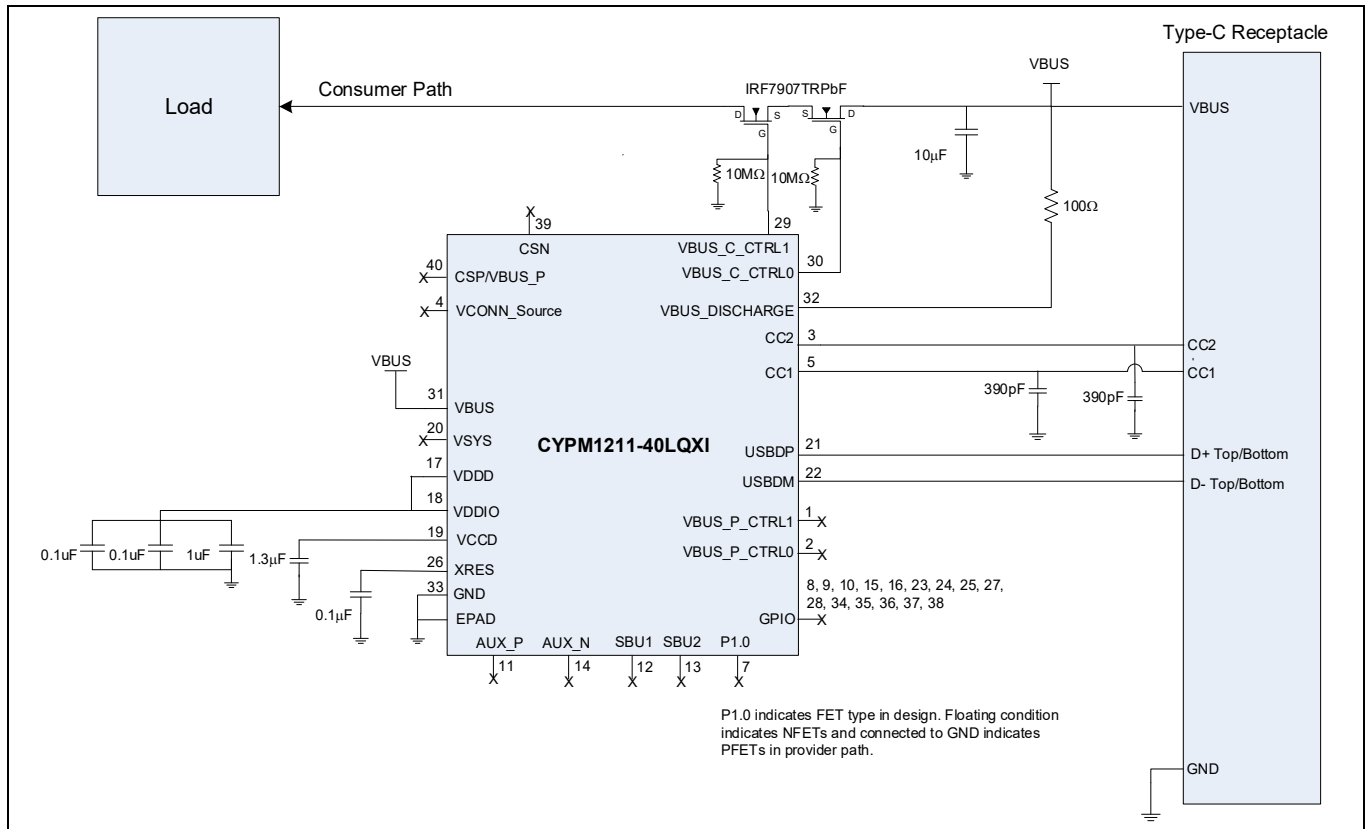 Type-C Receptacle
VBUS
IRF7907TRPbF
Consumer Path
Load
D
S
G
S
D
G
VBUS
10µF
10MΩ
10MΩ
100Ω
39
CSN
29
VBUS_C_CTRL1
40
CSP/VBUS_P
30
VBUS_C_CTRL0
4
VCONN_Source
32
VBUS_DISCHARGE
3
CC2
CC2
5
CC1
CC1
VBUS
390pF
390pF
31
VBUS
20
VSYS
CYPM1211-40LQXI
21
USBDP
D+ Top/Bottom
17
VDDD
22
USBDM
D- Top/Bottom
18
VDDIO
1
VBUS_P_CTRL1
19
VCCD
2
VBUS_P_CTRL0
0.1uF
0.1uF
1uF
1.3µF
26
XRES
33
GND
8, 9, 10, 15, 16, 23, 24, 25, 27,
28, 34, 35, 36, 37, 38
0.1µF
EPAD
GPIO
AUX_P
AUX_N
SBU1
SBU2
P1.0
11
14
12
13
7
P1.0 indicates FET type in design. Floating condition
indicates NFETs and connected to GND indicates
PFETs in provider path.
GND